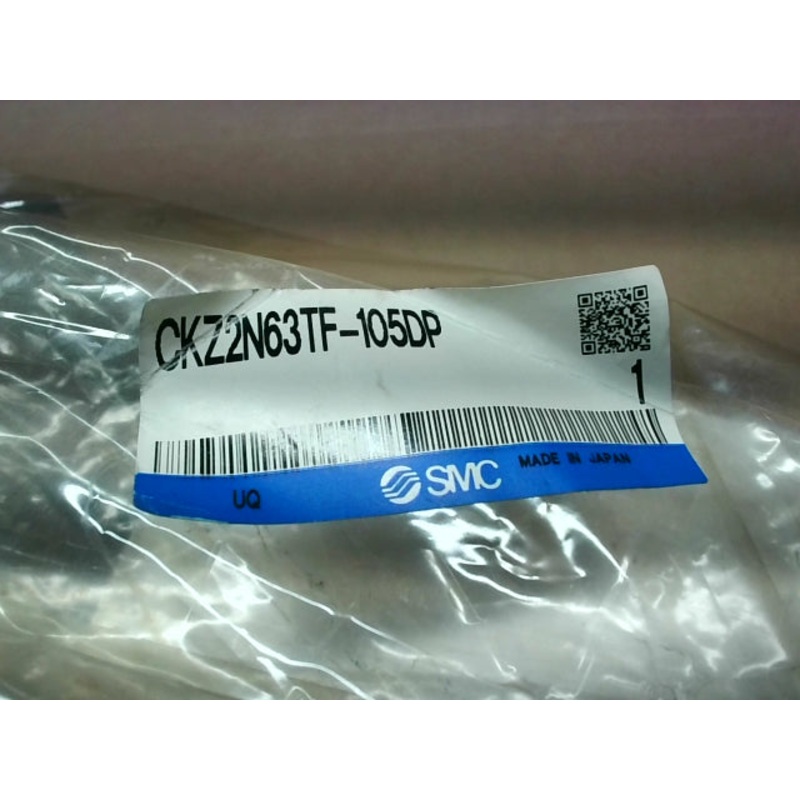 CKZ2N63TF-105DP
1
UQ SMC MADE IN JAPAN